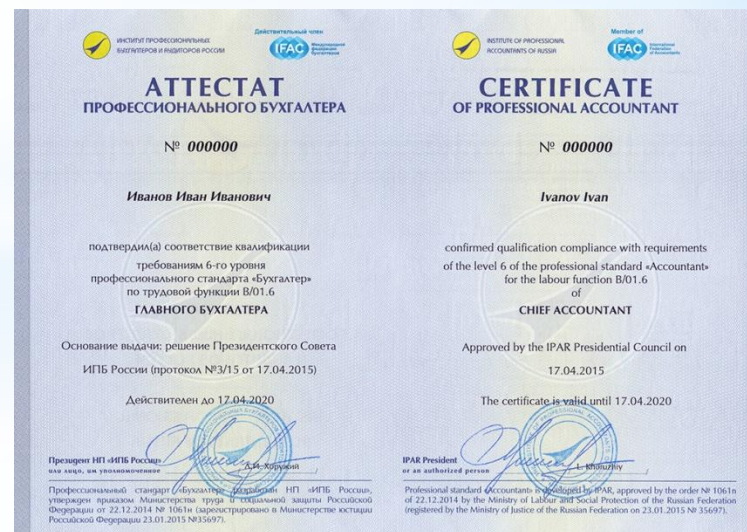 ИНСТИТУТ ПРОФЕССИОНАЛЬНЫХ
БУХГАЛТЕРОВ И АУДИТОРОВ РОССИИ
Действительный член
IFAC
Международная
федерация
бухгалтеров
АТТЕСТАТ
ПРОФЕССИОНАЛЬНОГО БУХГАЛТЕРА
№ 000000
Иванов Иван Иванович
подтвердил(а) соответствие квалификации
требованиям 6-го уровня
профессионального стандарта «Бухгалтер»
по трудовой функции В/01.6
ГЛАВНОГО БУХГАЛТЕРА
Основание выдачи: решение Президентского Совета
ИПБ России (протокол №3/15 от 17.04.2015)
Действителен до 17.04.2020
Президент НП «ИПБ России»
или лицо, им уполномоченное
Л.И. Хоружий
Профессиональный стандарт «Бухгалтер» разработан НП «ИПБ России»,
утвержден приказом Министерства труда и социальной защиты Российской
Федерации от 22.12.2014 № 1061н (зарегистрировано в Министерстве юстиции
Российской Федерации 23.01.2015 №35697).
INSTITUTE OF PROFESSIONAL
ACCOUNTANTS OF RUSSIA
Member of
IFAC
International
Federation
of Accountants
CERTIFICATE
OF PROFESSIONAL ACCOUNTANT
№ 000000
Ivanov Ivan
confirmed qualification compliance with requirements
of the level 6 of the professional standard «Accountant»
for the labour function B/01.6
of
CHIEF ACCOUNTANT
Approved by the IPAR Presidential Council on
17.04.2015
The certificate is valid until 17.04.2020
IPAR President
or an authorized person
L. Khoruzhiy
Professional standard «Accountant» is developed by IPAR, approved by the order № 1061n
of 22.12.2014 by the Ministry of Labour and Social Protection of the Russian Federation
(registered by the Ministry of Justice of the Russian Federation on 23.01.2015 №35697).